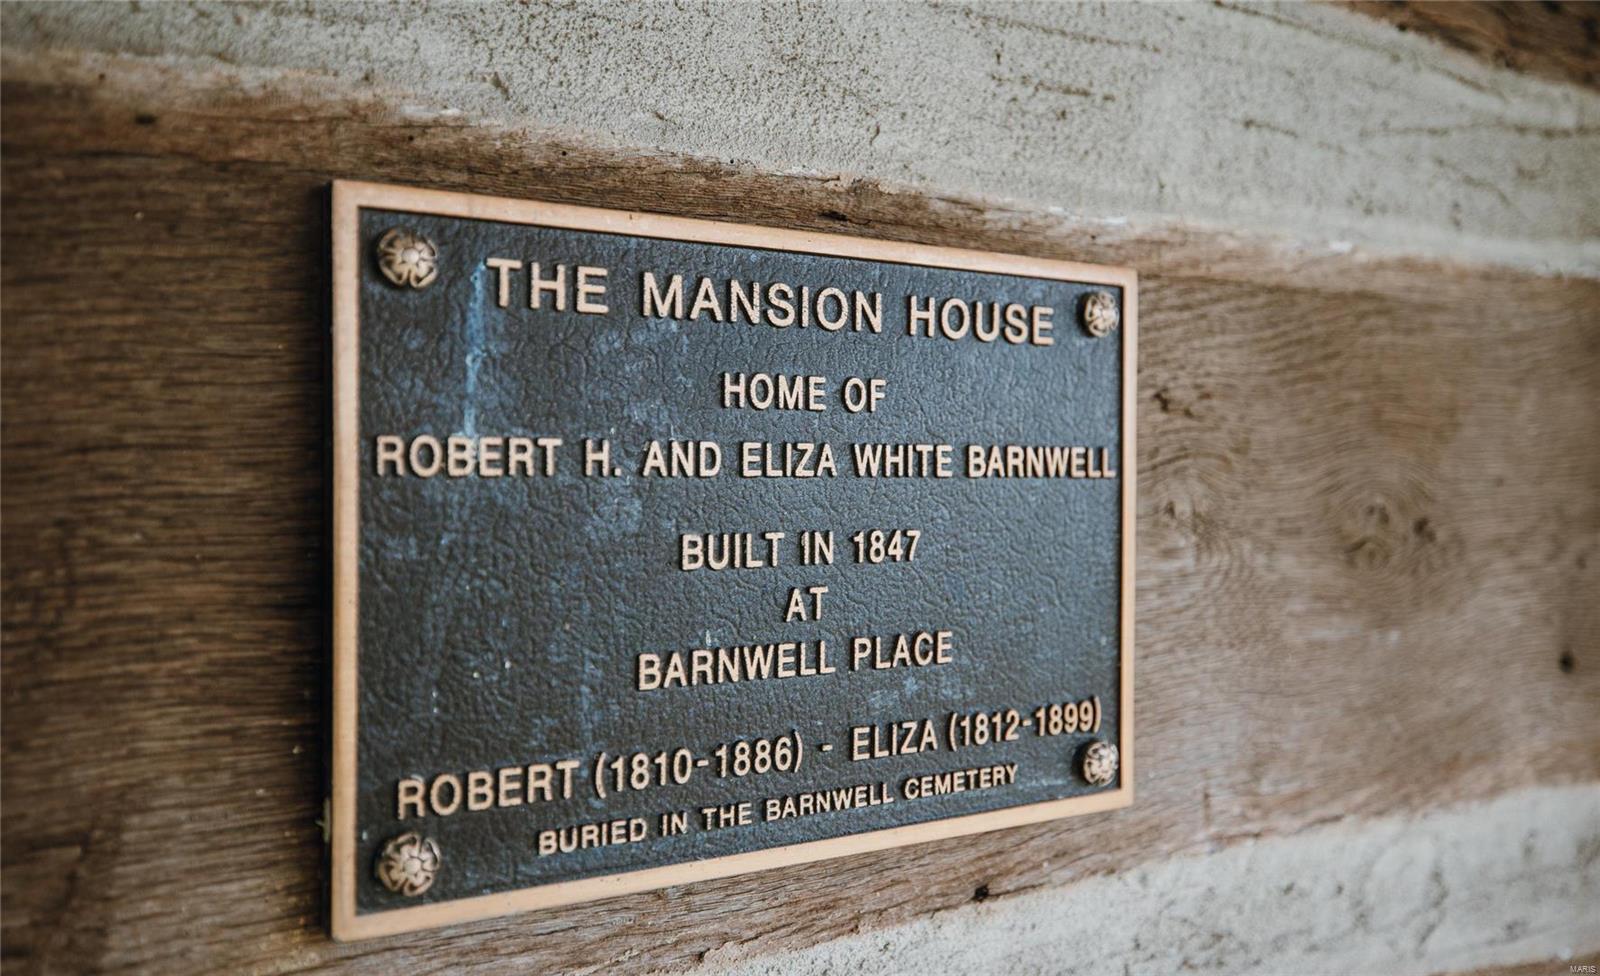 THE MANSION HOUSE
HOME OF
ROBERT H. AND ELIZA WHITE BARNWELL
BUILT IN 1847
AT
BARNWELL PLACE
ROBERT (1810-1886) - ELIZA (1812-1899)
BURIED IN THE BARNWELL CEMETERY
MARIS